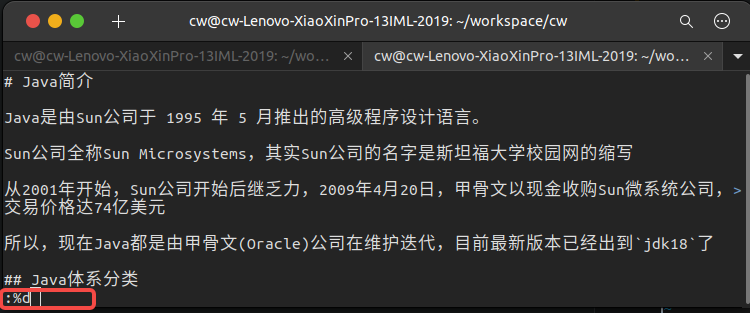 cw@cw-Lenovo-XiaoXinPro-13IML-2019: ~/workspace/cw
cw@cw-Lenovo-XiaoXinPro-13IML-2019: ~/wo... cw@cw-Lenovo-XiaoXinPro-13IML-2019: ~/wo...
# Java简介
Java是由Sun公司于 1995 年 5 月推出的高级程序设计语言。
Sun公司全称Sun Microsystems，其实Sun公司的名字是斯坦福大学校园网的缩写
从2001年开始，Sun公司开始后继乏力，2009年4月20日，甲骨文以现金收购Sun微系统公司，>
交易价格达74亿美元
所以，现在Java都是由甲骨文(Oracle)公司在维护迭代，目前最新版本已经出到`jdk18`了
## Java体系分类
:%d